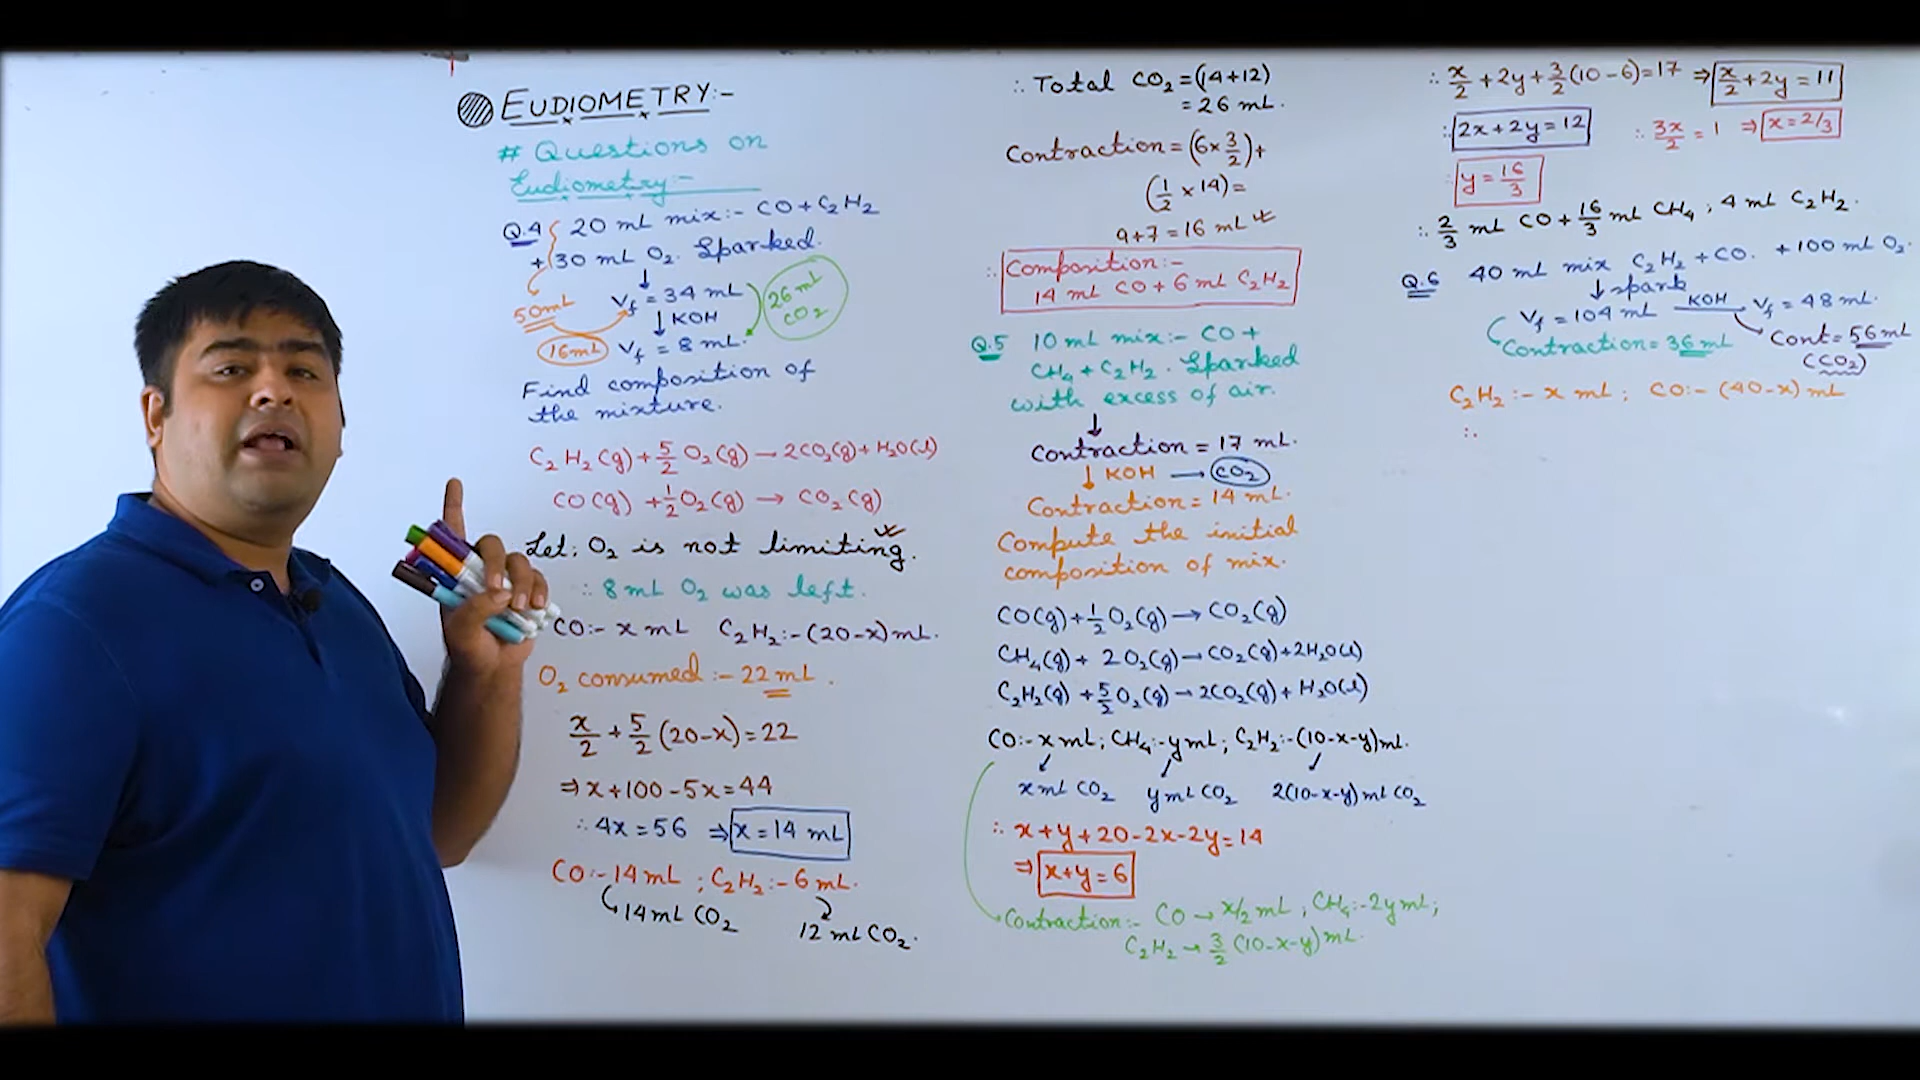 EUDIOMETRY:-
# Questions on
Eudiometry:-
Q.4 20 mL mix:- CO + C₂H₂
+ 30 mL O₂. Sparked.
50mL V_f = 34 mL 26 mL CO₂
↓ KOH
16mL V_f = 8 mL.
Find composition of
the mixture.
C₂H₂(g) + 5/2 O₂(g) → 2CO₂(g) + H₂O(l)
CO(g) + 1/2 O₂(g) → CO₂(g)
Let; O₂ is not limiting.
∴ 8 mL O₂ was left.
CO:- x mL C₂H₂:- (20-x) mL.
O₂ consumed :- 22 mL.
x/2 + 5/2 (20-x) = 22
⇒ x + 100 - 5x = 44
∴ 4x = 56 ⇒ x = 14 mL
CO:- 14 mL ; C₂H₂:- 6 mL.
14 mL CO₂ 12 mL CO₂.
∴ Total CO₂ = (14+12)
= 26 mL.
Contraction = (6 × 3/2) +
(1/2 × 14) =
9 + 7 = 16 mL
∴ Composition:-
14 mL CO + 6 mL C₂H₂
Q.5 10 mL mix:- CO +
CH₄ + C₂H₂. Sparked
with excess of air.
↓
Contraction = 17 mL.
↓ KOH → CO₂
Contraction = 14 mL.
Compute the initial
composition of mix.
CO(g) + 1/2 O₂(g) → CO₂(g)
CH₄(g) + 2O₂(g) → CO₂(g) + 2H₂O(l)
C₂H₂(g) + 5/2 O₂(g) → 2CO₂(g) + H₂O(l)
CO:- x mL; CH₄:- y mL; C₂H₂:- (10-x-y) mL.
x mL CO₂ y mL CO₂ 2(10-x-y) mL CO₂
∴ x + y + 20 - 2x - 2y = 14
⇒ x + y = 6
Contraction:- CO → x/2 mL ; CH₄:- 2y mL;
C₂H₂ → 3/2 (10-x-y) mL.
∴ x/2 + 2y + 3/2 (10-6) = 17 ⇒ x/2 + 2y = 11
∴ 2x + 2y = 12 ∴ 3x/2 = 1 ⇒ x = 2/3
∴ y = 16/3
∴ 2/3 mL CO + 16/3 mL CH₄ ; 4 mL C₂H₂.
Q.6 40 mL mix C₂H₂ + CO. + 100 mL O₂.
↓ spark
V_f = 104 mL KOH V_f = 48 mL.
Contraction = 36 mL Cont = 56 mL
(CO₂)
C₂H₂:- x mL ; CO:- (40-x) mL
∴